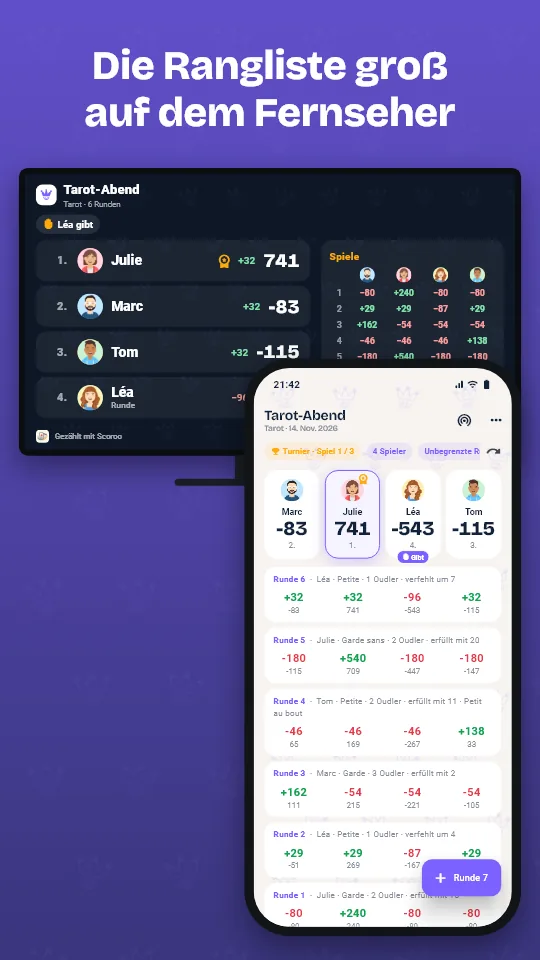 Die Rangliste groß
auf dem Fernseher
Tarot-Abend
Tarot · 6 Runden
Léa gibt
1. Julie +32 741
2. Marc +32 -83
3. Tom +32 -115
4. Léa
Runde
Gezählt mit Scoroo
Spiele
1 -80 +240 -80 -80
2 +29 +29 -87 +29
3 +162 -54 -54 -54
4 -46 -46 -46 +138
5 -180 +540 -180 -180
21:42
Tarot-Abend
Tarot · 14. Nov. 2026
Turnier · Spiel 1 / 3 4 Spieler Unbegrenzte R
Marc Julie Léa Tom
-83 741 -543 -115
2. 1. 4. 3.
Gibt
Runde 6 · Léa · Petite · 1 Oudler · verfehlt um 7
+32 +32 -96 +32
-83 741 -543 -115
Runde 5 · Julie · Garde sans · 2 Oudler · erfüllt mit 20
-180 +540 -180 -180
-115 709 -447 -147
Runde 4 · Tom · Petite · 2 Oudler · erfüllt mit 11 · Petit
au bout
-46 -46 -46 +138
65 169 -267 33
Runde 3 · Marc · Garde · 3 Oudler · erfüllt mit 2
+162 -54 -54 -54
111 215 -221 -105
Runde 2 · Léa · Petite · 1 Oudler · verfehlt um 4
+29 +29 -87 +29
-51 269 -167
+ Runde 7
Runde 1 · Julie · Garde · 2 Oudler · erfüllt mit
-80 +240 -80 -80